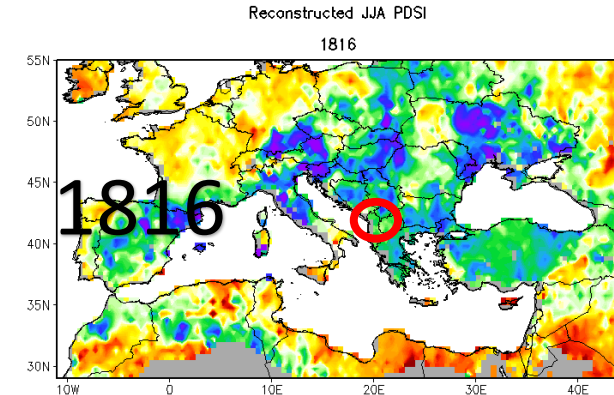 Reconstructed JJA PDSI
1816
55N
50N
45N
1816
40N
35N
30N
10W 0 10E 20E 30E 40E